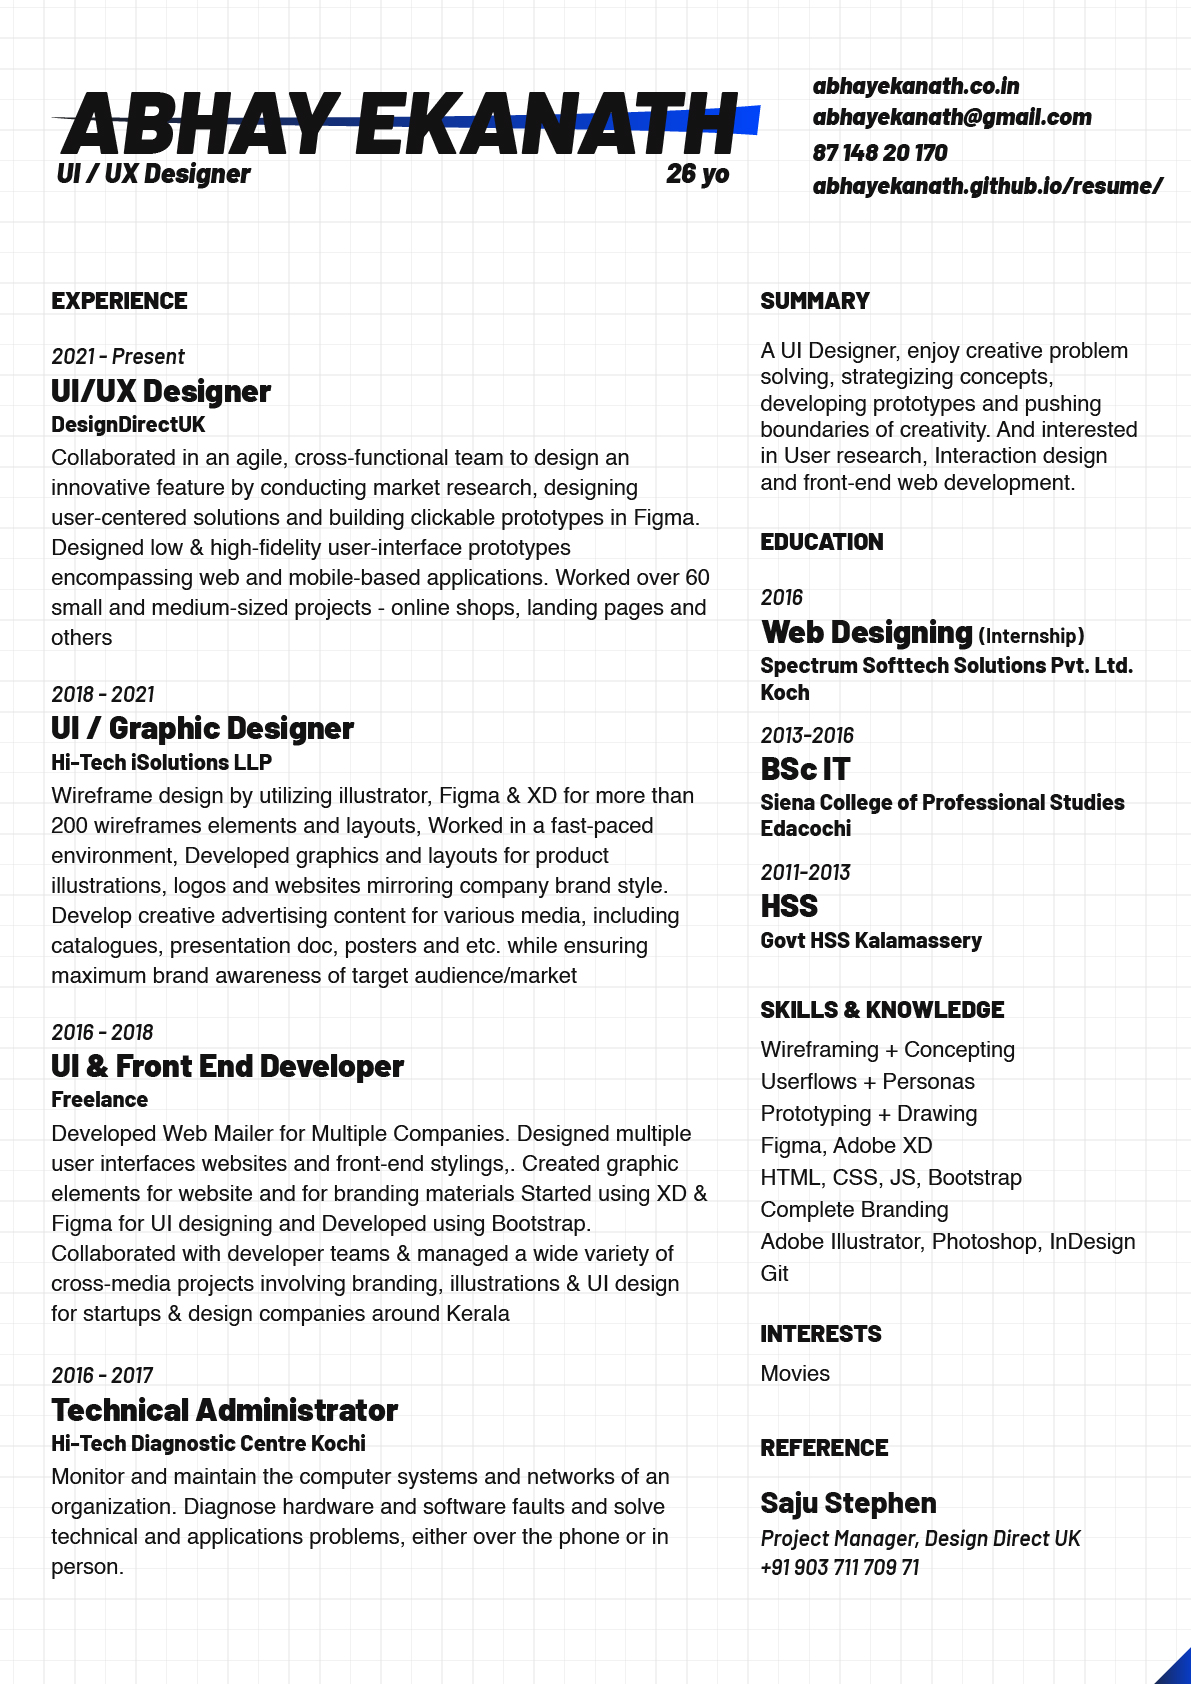 ABHAY EKANATH
UI / UX Designer
26 yo
abhayekanath.co.in
abhayekanath@gmail.com
87 148 20 170
abhayekanath.github.io/resume/
EXPERIENCE
2021 - Present
UI/UX Designer
DesignDirectUK
Collaborated in an agile, cross-functional team to design an
innovative feature by conducting market research, designing
user-centered solutions and building clickable prototypes in Figma.
Designed low & high-fidelity user-interface prototypes
encompassing web and mobile-based applications. Worked over 60
small and medium-sized projects - online shops, landing pages and
others
2018 - 2021
UI / Graphic Designer
Hi-Tech iSolutions LLP
Wireframe design by utilizing illustrator, Figma & XD for more than
200 wireframes elements and layouts, Worked in a fast-paced
environment, Developed graphics and layouts for product
illustrations, logos and websites mirroring company brand style.
Develop creative advertising content for various media, including
catalogues, presentation doc, posters and etc. while ensuring
maximum brand awareness of target audience/market
2016 - 2018
UI & Front End Developer
Freelance
Developed Web Mailer for Multiple Companies. Designed multiple
user interfaces websites and front-end stylings,. Created graphic
elements for website and for branding materials Started using XD &
Figma for UI designing and Developed using Bootstrap.
Collaborated with developer teams & managed a wide variety of
cross-media projects involving branding, illustrations & UI design
for startups & design companies around Kerala
2016 - 2017
Technical Administrator
Hi-Tech Diagnostic Centre Kochi
Monitor and maintain the computer systems and networks of an
organization. Diagnose hardware and software faults and solve
technical and applications problems, either over the phone or in
person.
SUMMARY
A UI Designer, enjoy creative problem
solving, strategizing concepts,
developing prototypes and pushing
boundaries of creativity. And interested
in User research, Interaction design
and front-end web development.
EDUCATION
2016
Web Designing (Internship)
Spectrum Softtech Solutions Pvt. Ltd.
Koch
2013-2016
BSc IT
Siena College of Professional Studies
Edacochi
2011-2013
HSS
Govt HSS Kalamassery
SKILLS & KNOWLEDGE
Wireframing + Concepting
Userflows + Personas
Prototyping + Drawing
Figma, Adobe XD
HTML, CSS, JS, Bootstrap
Complete Branding
Adobe Illustrator, Photoshop, InDesign
Git
INTERESTS
Movies
REFERENCE
Saju Stephen
Project Manager, Design Direct UK
+91 903 711 709 71